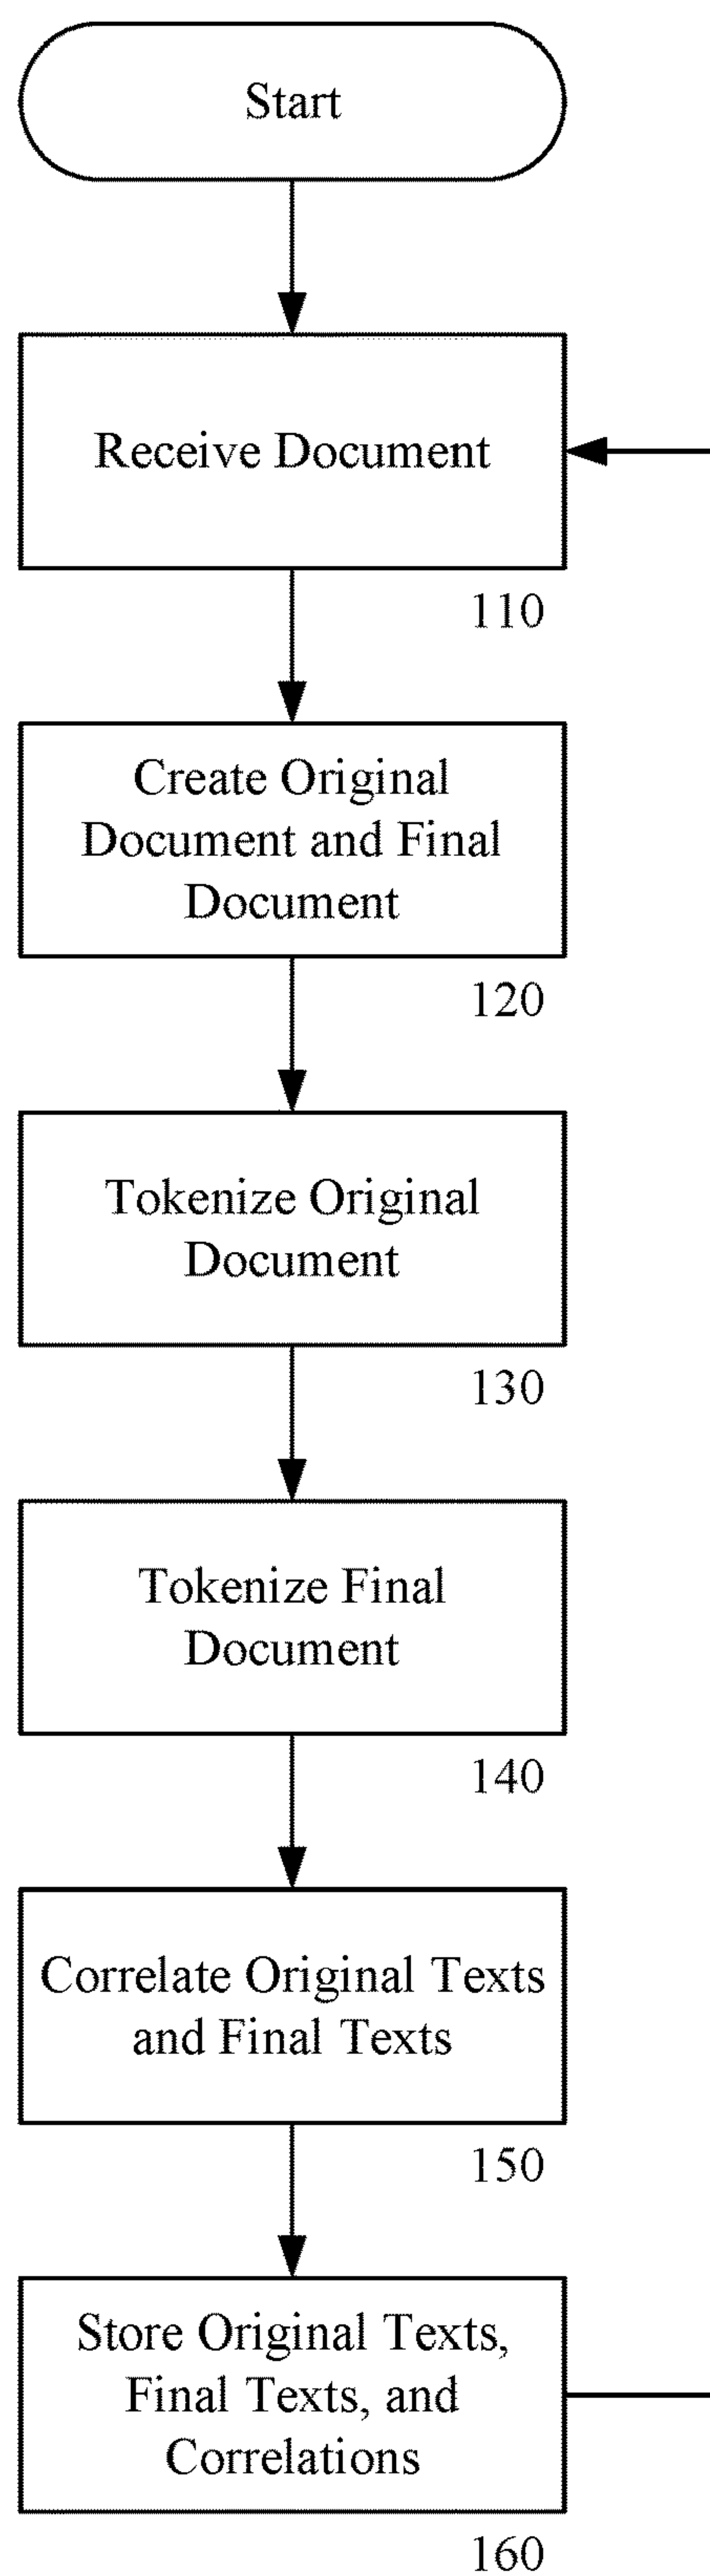 Start
Receive Document
110
Create Original
Document and Final
Document
120
Tokenize Original
Document
130
Tokenize Final
Document
140
Correlate Original Texts
and Final Texts
150
Store Original Texts,
Final Texts, and
Correlations
160